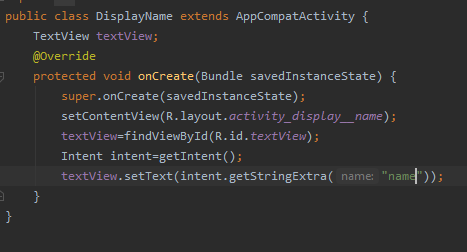 public class DisplayName extends AppCompatActivity {
TextView textView;
@Override
protected void onCreate(Bundle savedInstanceState) {
super.onCreate(savedInstanceState);
setContentView(R.layout.activity_display__name);
textView=findViewById(R.id.textView);
Intent intent=getIntent();
textView.setText(intent.getStringExtra( name: "name"));
}
}